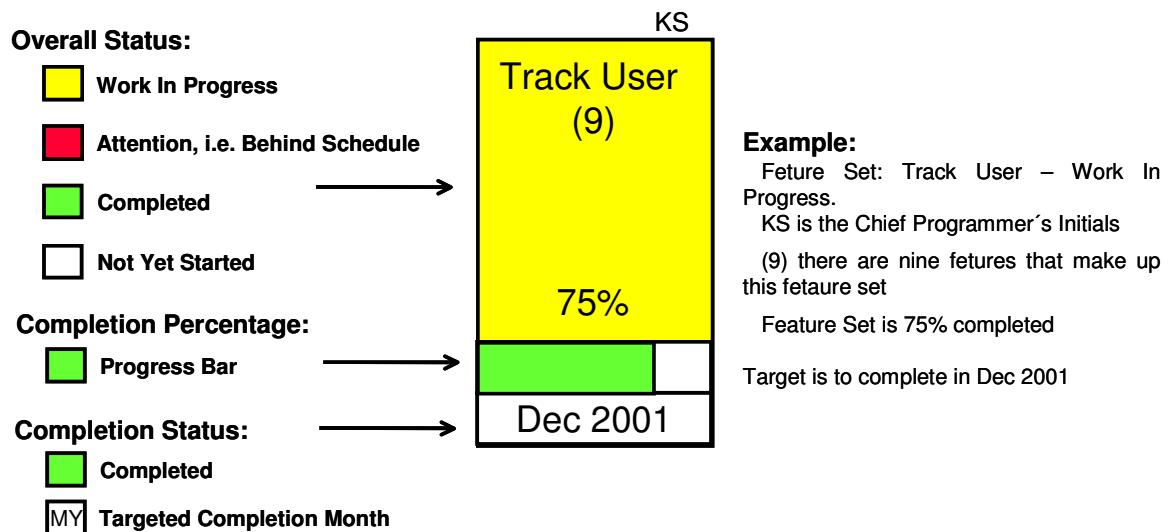 Overall Status:
Work In Progress
Attention, i.e. Behind Schedule
Completed
Not Yet Started
Completion Percentage:
Progress Bar
Completion Status:
Completed
MY Targeted Completion Month
KS
Track User
(9)
75%
Dec 2001
Example:
Feture Set: Track User – Work In
Progress.
KS is the Chief Programmer´s Initials
(9) there are nine fetures that make up
this fetaure set
Feature Set is 75% completed
Target is to complete in Dec 2001